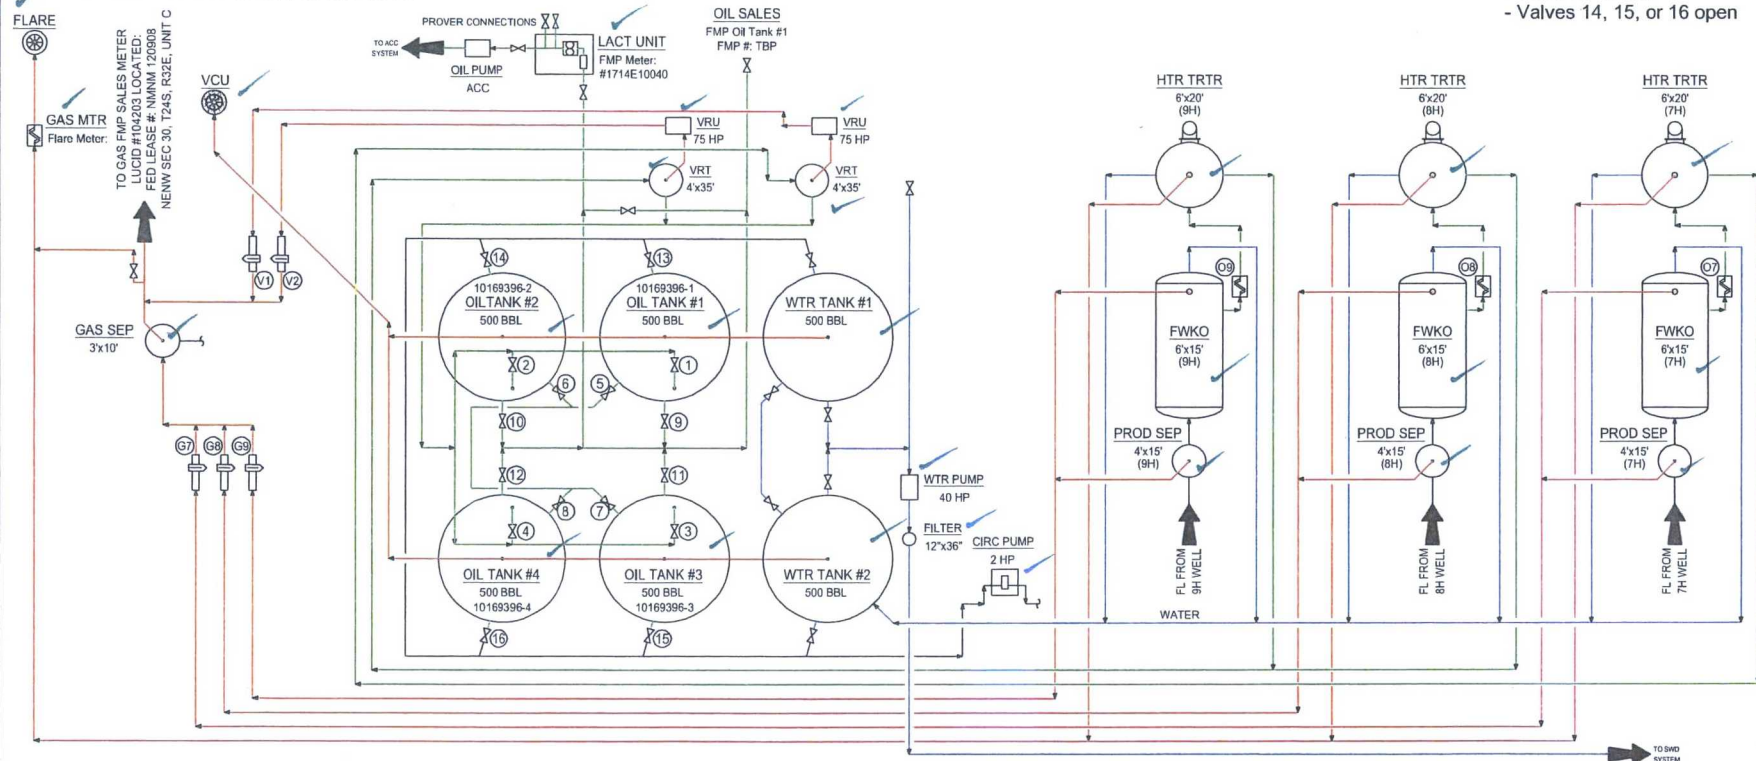 - Valves 14, 15, or 16 open
FLARE
GAS MTR
Flare Meter:
TO GAS FMP SALES METER
LUCID #104203 LOCATED:
FED LEASE #: NMNM 120908
NENW SEC 30, T24S, R32E, UNIT C
VCU
PROVER CONNECTIONS
TO ACC
SYSTEM
OIL PUMP
ACC
LACT UNIT
FMP Meter:
#1714E10040
OIL SALES
FMP Oil Tank #1
FMP #: TBP
VRU
75 HP
VRU
75 HP
VRT
4'x35'
VRT
4'x35'
V1
V2
GAS SEP
3'x10'
G7
G8
G9
14
13
10169396-2
OIL TANK #2
500 BBL
10169396-1
OIL TANK #1
500 BBL
WTR TANK #1
500 BBL
2
1
6
5
10
9
12
11
8
7
4
3
OIL TANK #4
500 BBL
10169396-4
OIL TANK #3
500 BBL
10169396-3
WTR TANK #2
500 BBL
16
15
WTR PUMP
40 HP
FILTER
12"x36"
CIRC PUMP
2 HP
HTR TRTR
6'x20'
(9H)
O9
FWKO
6'x15'
(9H)
PROD SEP
4'x15'
(9H)
FL FROM
9H WELL
HTR TRTR
6'x20'
(8H)
O8
FWKO
6'x15'
(8H)
PROD SEP
4'x15'
(8H)
FL FROM
8H WELL
HTR TRTR
6'x20'
(7H)
O7
FWKO
6'x15'
(7H)
PROD SEP
4'x15'
(7H)
FL FROM
7H WELL
WATER
TO SWD
SYSTEM